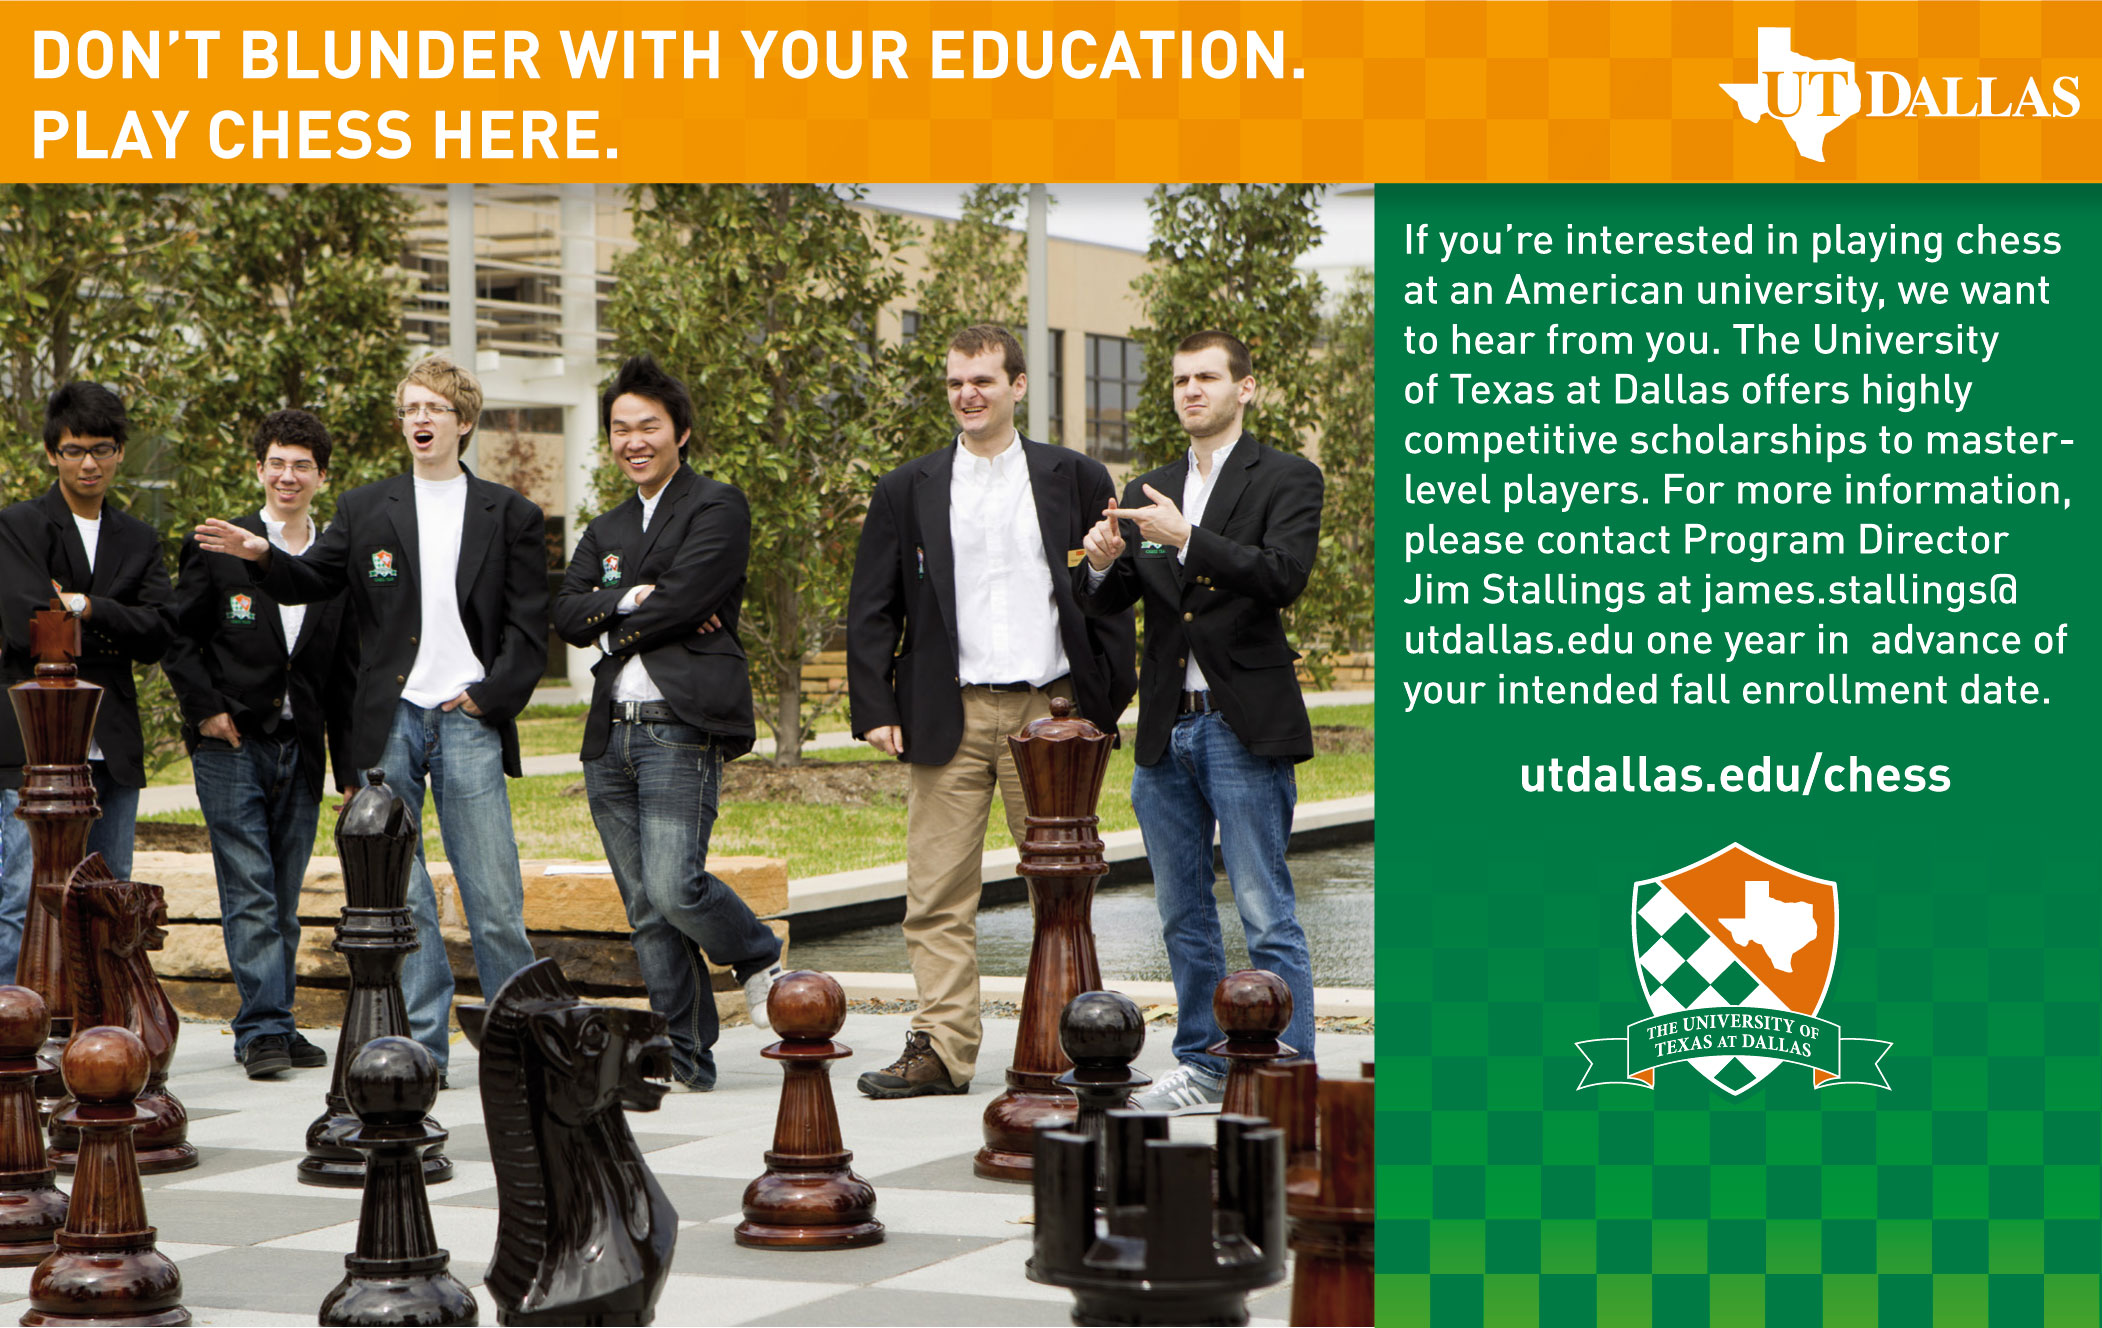 DON'T BLUNDER WITH YOUR EDUCATION.
PLAY CHESS HERE.
UT DALLAS
If you're interested in playing chess
at an American university, we want
to hear from you. The University
of Texas at Dallas offers highly
competitive scholarships to master-
level players. For more information,
please contact Program Director
Jim Stallings at james.stallings@
utdallas.edu one year in  advance of
your intended fall enrollment date.
utdallas.edu/chess
THE UNIVERSITY OF
TEXAS AT DALLAS